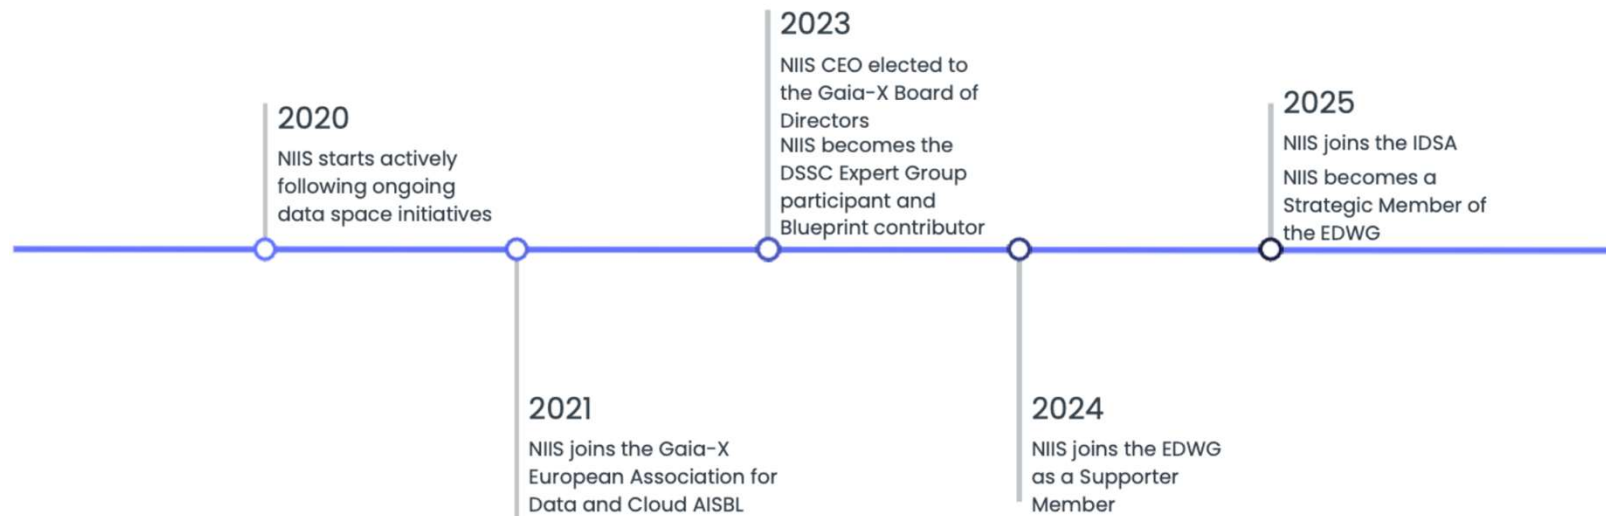 2020
NIIS starts actively
following ongoing
data space initiatives
2021
NIIS joins the Gaia-X
European Association for
Data and Cloud AISBL
2023
NIIS CEO elected to
the Gaia-X Board of
Directors
NIIS becomes the
DSSC Expert Group
participant and
Blueprint contributor
2024
NIIS joins the EDWG
as a Supporter
Member
2025
NIIS joins the IDSA
NIIS becomes a
Strategic Member of
the EDWG